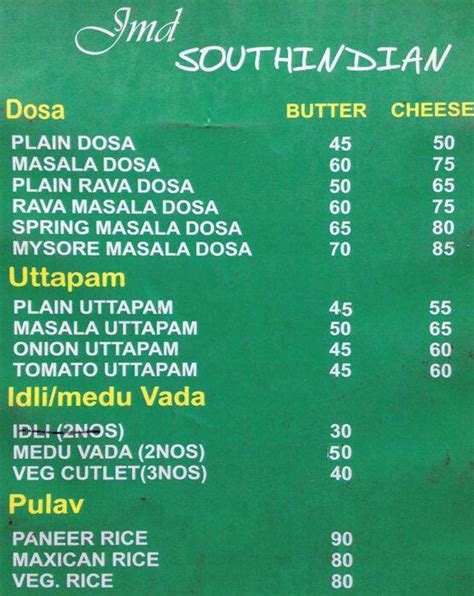 Jmd
SOUTHINDIAN
Dosa BUTTER CHEESE
PLAIN DOSA 45 50
MASALA DOSA 60 75
PLAIN RAVA DOSA 50 65
RAVA MASALA DOSA 60 75
SPRING MASALA DOSA 65 80
MYSORE MASALA DOSA 70 85
Uttapam
PLAIN UTTAPAM 45 55
MASALA UTTAPAM 50 65
ONION UTTAPAM 45 60
TOMATO UTTAPAM 45 60
Idli/medu Vada
IDLI (2NOS) 30
MEDU VADA (2NOS) 50
VEG CUTLET(3NOS) 40
Pulav
PANEER RICE 90
MAXICAN RICE 80
VEG. RICE 80